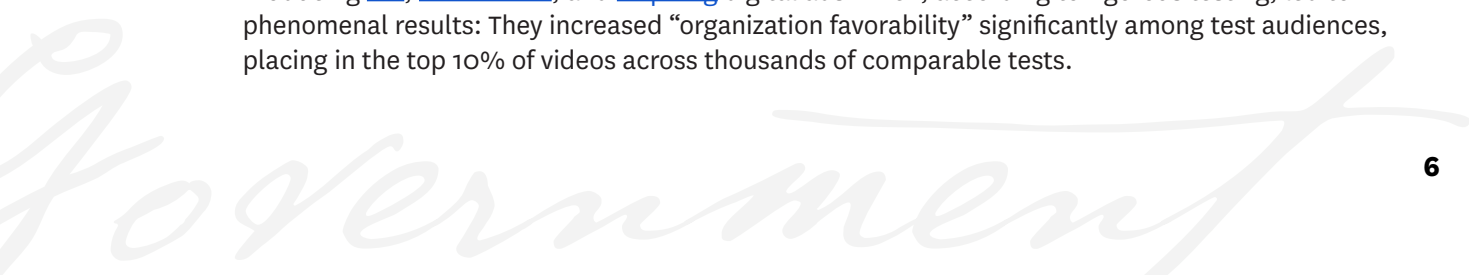 phenomenal results: They increased “organization favorability” significantly among test audiences,
placing in the top 10% of videos across thousands of comparable tests.
Government
6